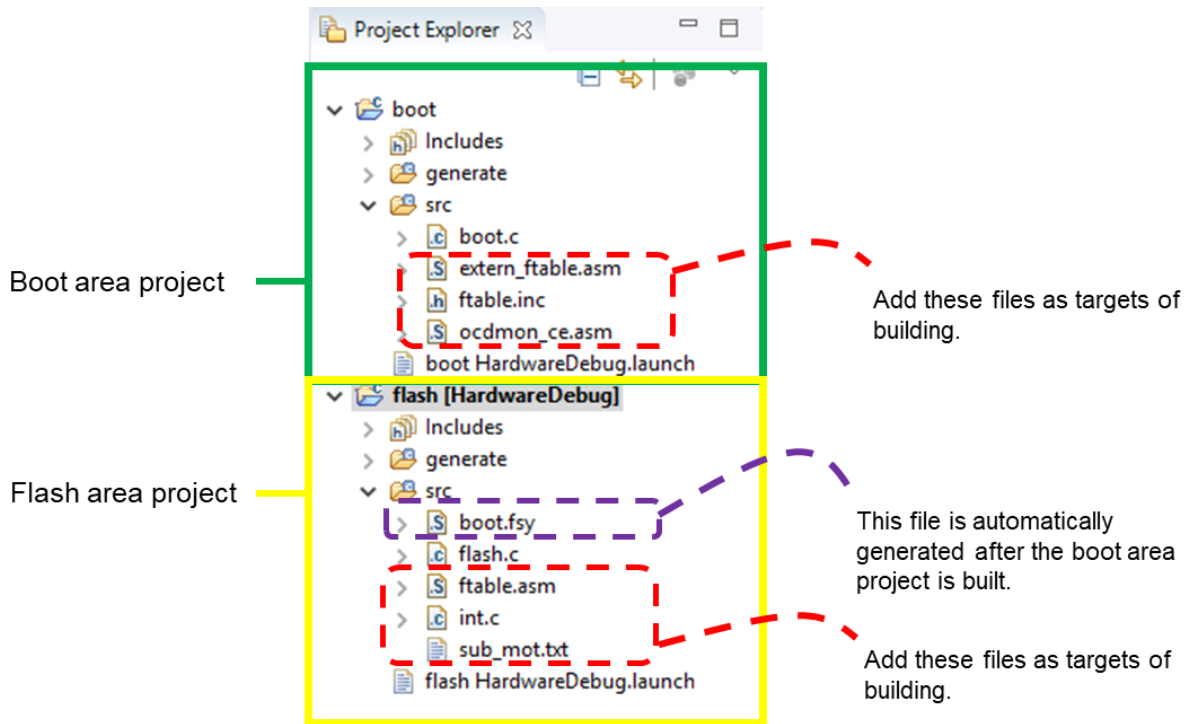 Project Explorer
boot
Includes
generate
src
boot.c
extern_ftable.asm
ftable.inc
ocdmon_ce.asm
boot HardwareDebug.launch
Boot area project
Add these files as targets of
building.
flash [HardwareDebug]
Includes
generate
src
boot.fsy
flash.c
ftable.asm
int.c
sub_mot.txt
flash HardwareDebug.launch
Flash area project
This file is automatically
generated after the boot area
project is built.
Add these files as targets of
building.